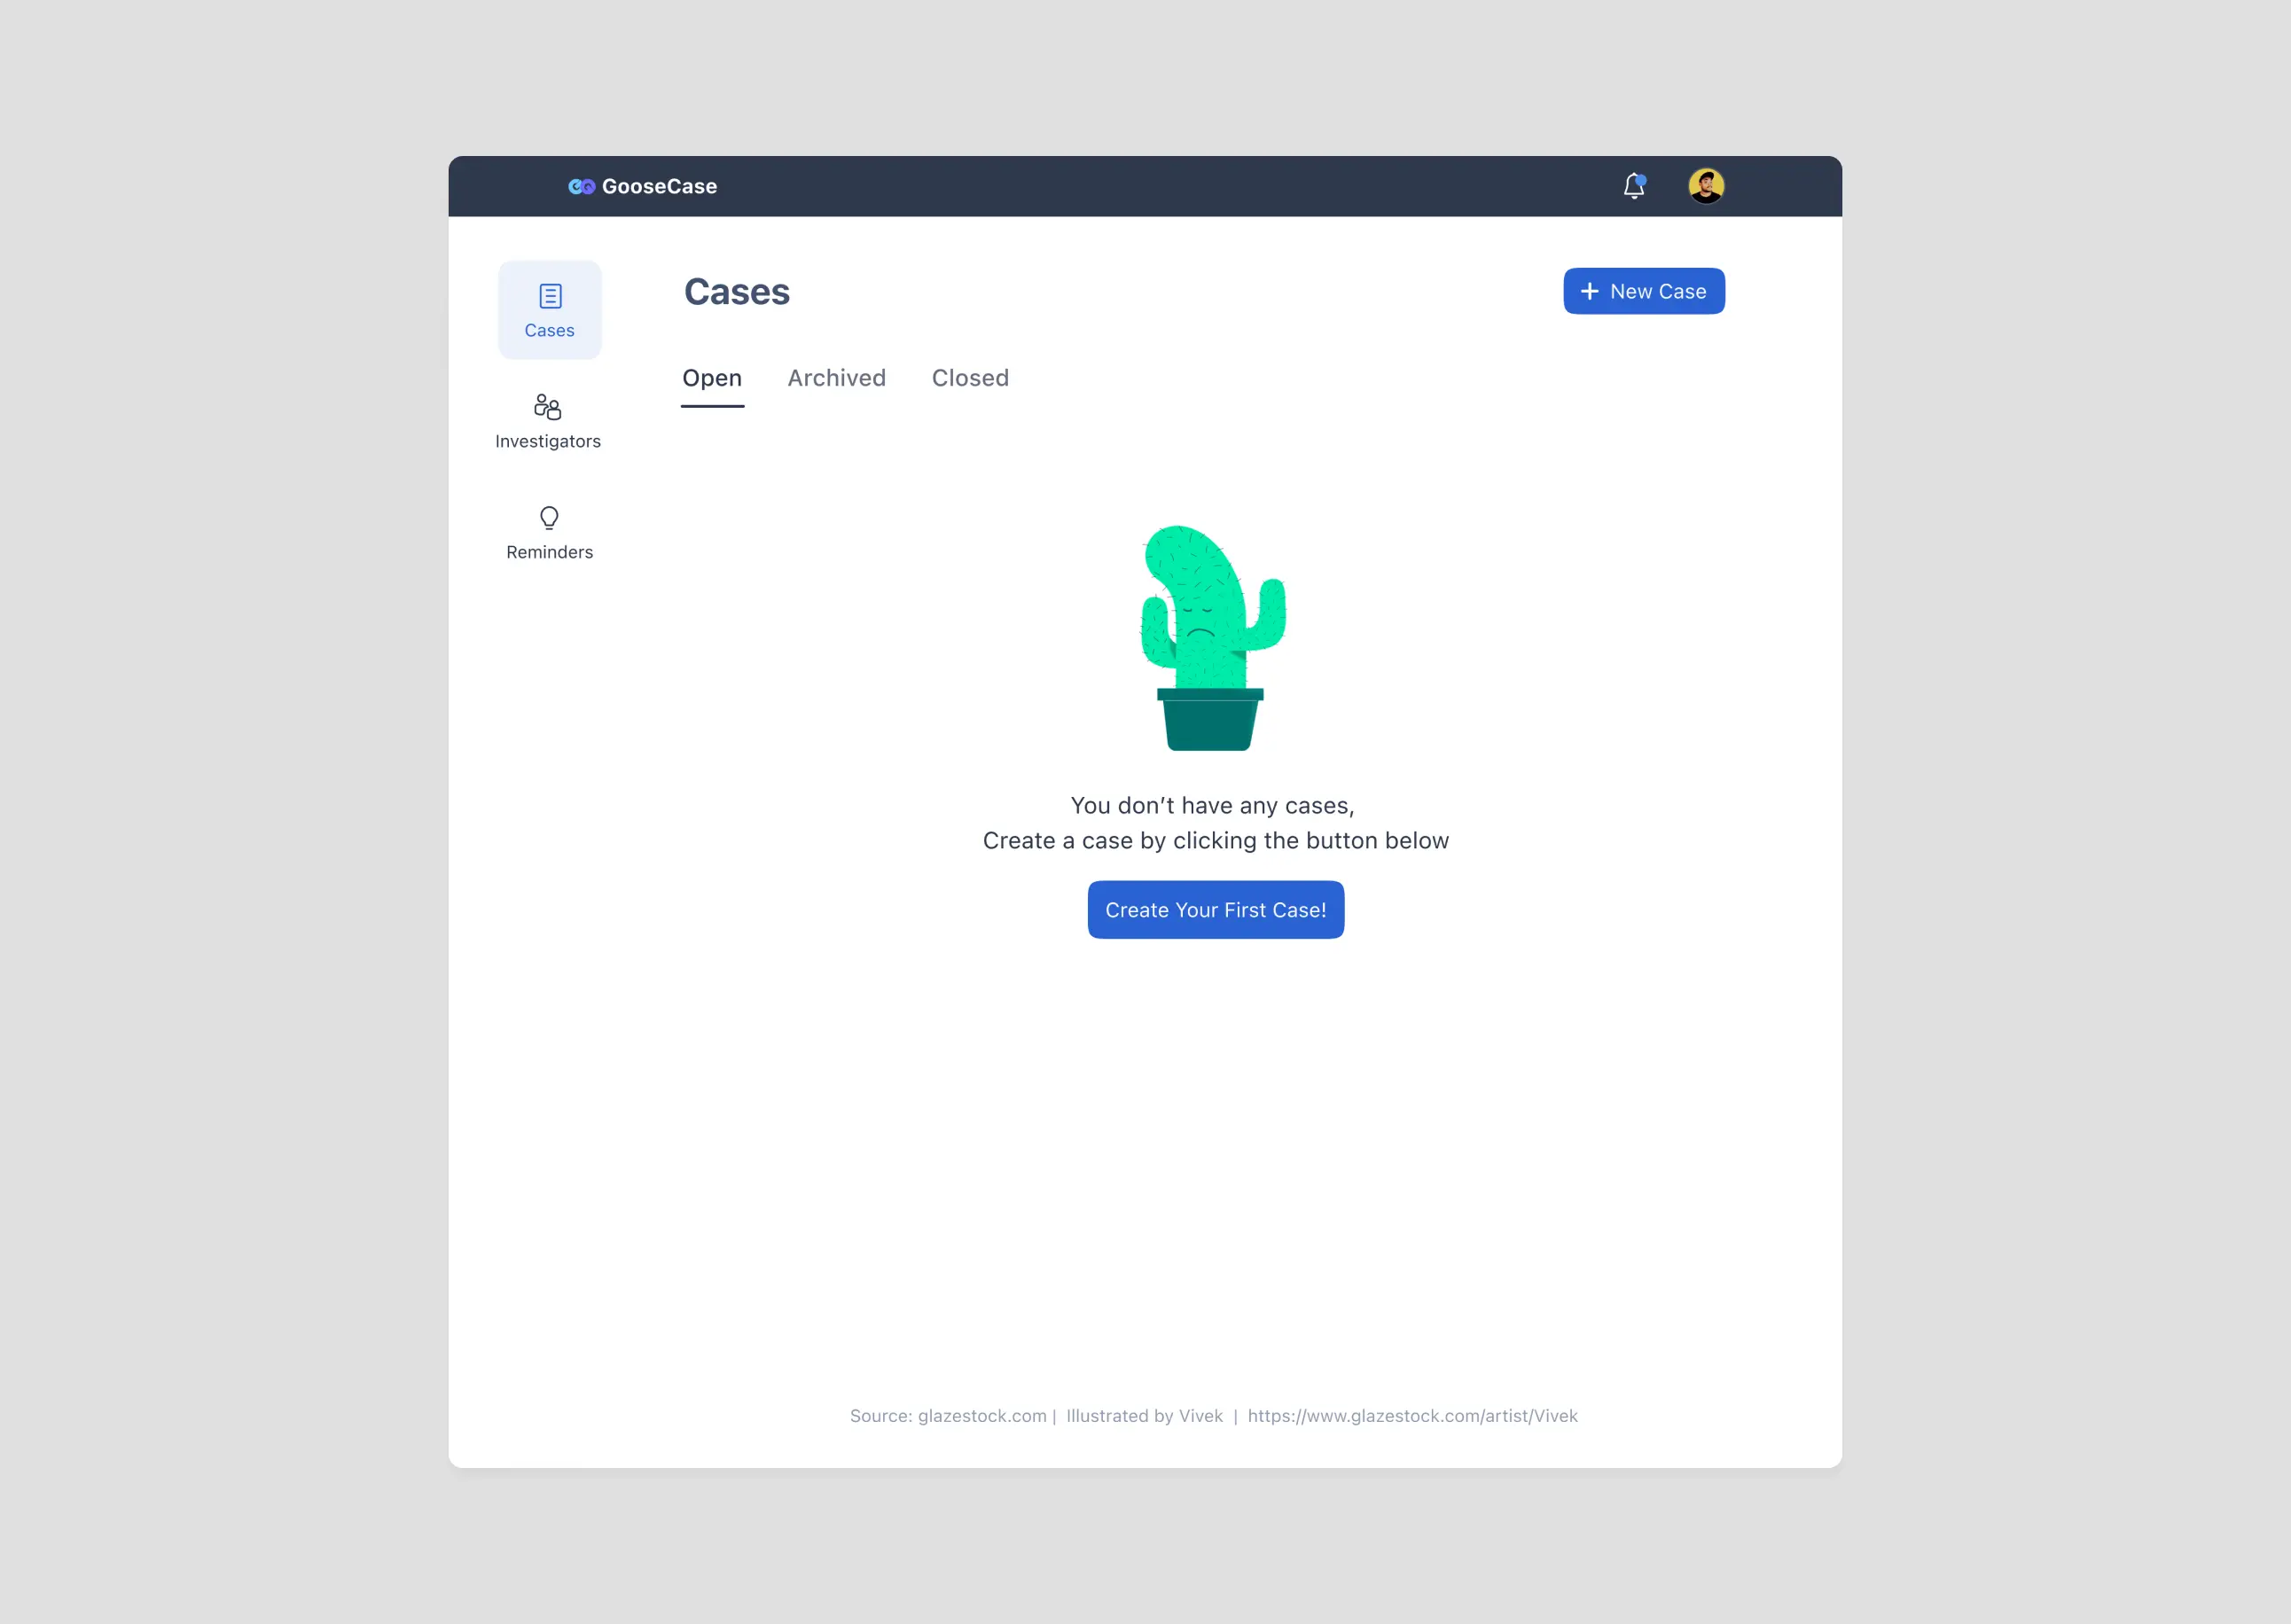 GooseCase
Cases
Investigators
Reminders
Cases
New Case
Open
Archived
Closed
You don’t have any cases,
Create a case by clicking the button below
Create Your First Case!
Source: glazestock.com | Illustrated by Vivek | https://www.glazestock.com/artist/Vivek